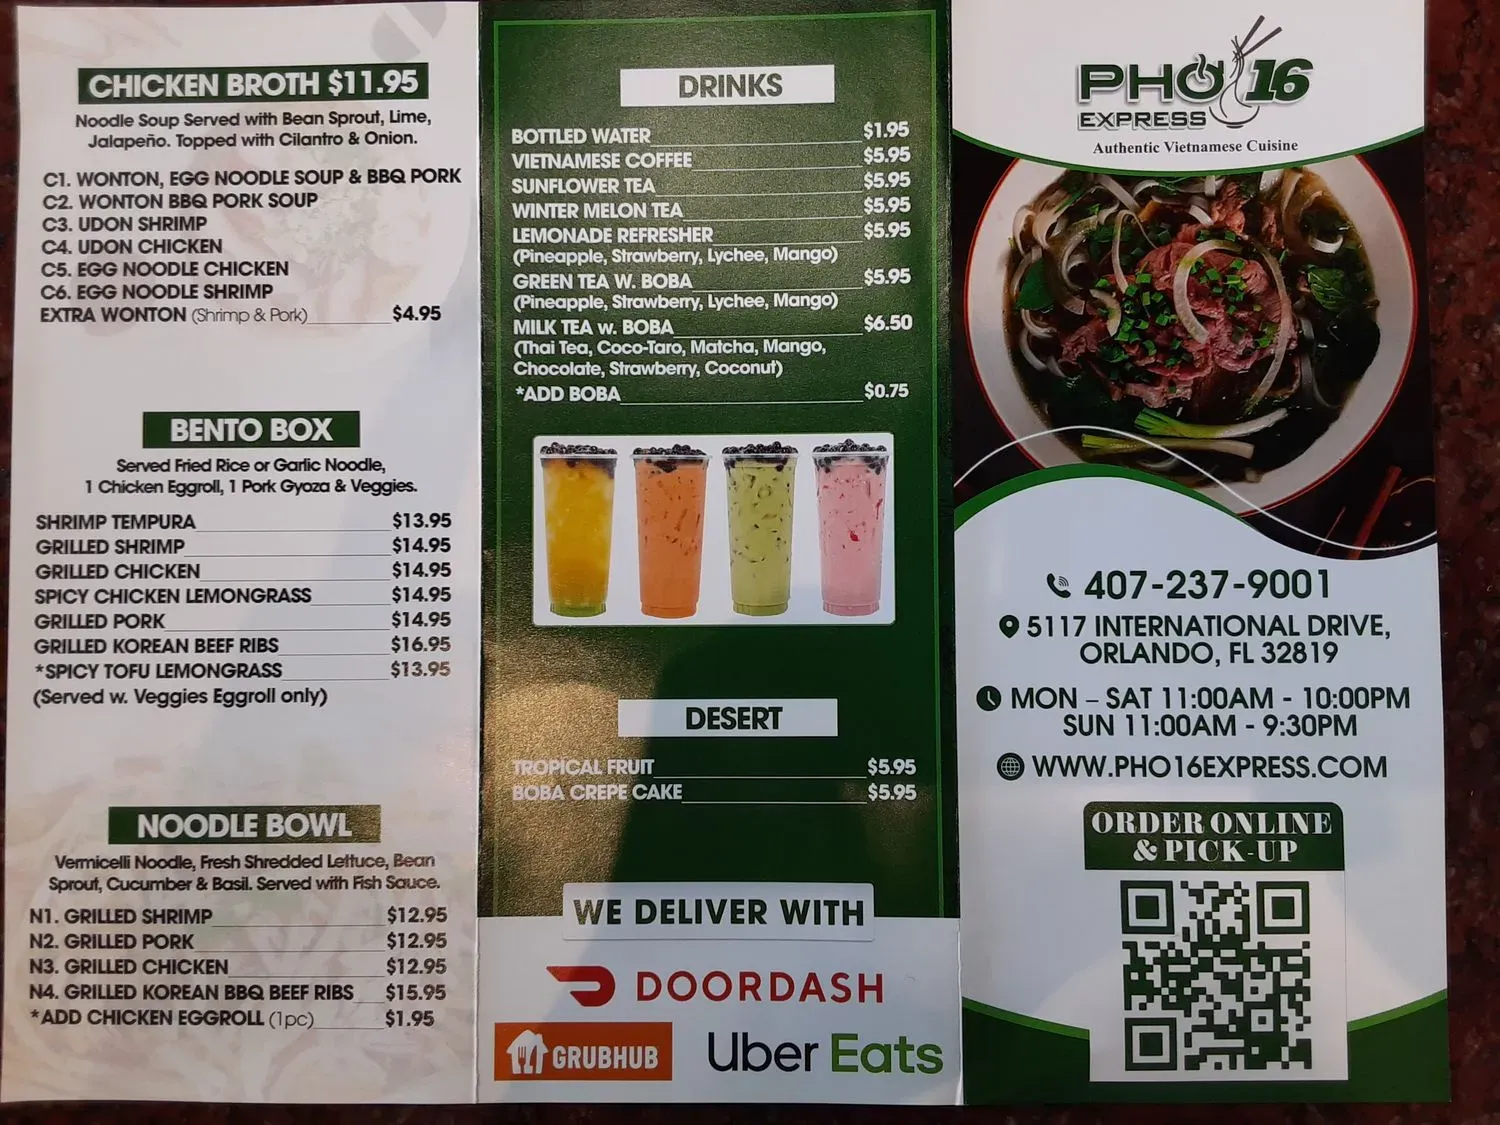 CHICKEN BROTH $11.95
Noodle Soup Served with Bean Sprout, Lime,
Jalapeño. Topped with Cilantro & Onion.
C1. WONTON, EGG NOODLE SOUP & BBQ PORK
C2. WONTON BBQ PORK SOUP
C3. UDON SHRIMP
C4. UDON CHICKEN
C5. EGG NOODLE CHICKEN
C6. EGG NOODLE SHRIMP
EXTRA WONTON (Shrimp & Pork) $4.95
BENTO BOX
Served Fried Rice or Garlic Noodle,
1 Chicken Eggroll, 1 Pork Gyoza & Veggies.
SHRIMP TEMPURA $13.95
GRILLED SHRIMP $14.95
GRILLED CHICKEN $14.95
SPICY CHICKEN LEMONGRASS $14.95
GRILLED PORK $14.95
GRILLED KOREAN BEEF RIBS $16.95
*SPICY TOFU LEMONGRASS $13.95
(Served w. Veggies Eggroll only)
NOODLE BOWL
Vermicelli Noodle, Fresh Shredded Lettuce, Bean
Sprout, Cucumber & Basil. Served with Fish Sauce.
N1. GRILLED SHRIMP $12.95
N2. GRILLED PORK $12.95
N3. GRILLED CHICKEN $12.95
N4. GRILLED KOREAN BBQ BEEF RIBS $15.95
*ADD CHICKEN EGGROLL (1pc) $1.95
DRINKS
BOTTLED WATER $1.95
VIETNAMESE COFFEE $5.95
SUNFLOWER TEA $5.95
WINTER MELON TEA $5.95
LEMONADE REFRESHER $5.95
(Pineapple, Strawberry, Lychee, Mango)
GREEN TEA W. BOBA $5.95
(Pineapple, Strawberry, Lychee, Mango)
MILK TEA w. BOBA $6.50
(Thai Tea, Coco-Taro, Matcha, Mango,
Chocolate, Strawberry, Coconut)
*ADD BOBA $0.75
DESERT
TROPICAL FRUIT $5.95
BOBA CREPE CAKE $5.95
WE DELIVER WITH
DOORDASH
GRUBHUB
Uber Eats
PHO 16
EXPRESS
Authentic Vietnamese Cuisine
407-237-9001
5117 INTERNATIONAL DRIVE,
ORLANDO, FL 32819
MON – SAT 11:00AM - 10:00PM
SUN 11:00AM - 9:30PM
WWW.PHO16EXPRESS.COM
ORDER ONLINE
& PICK-UP